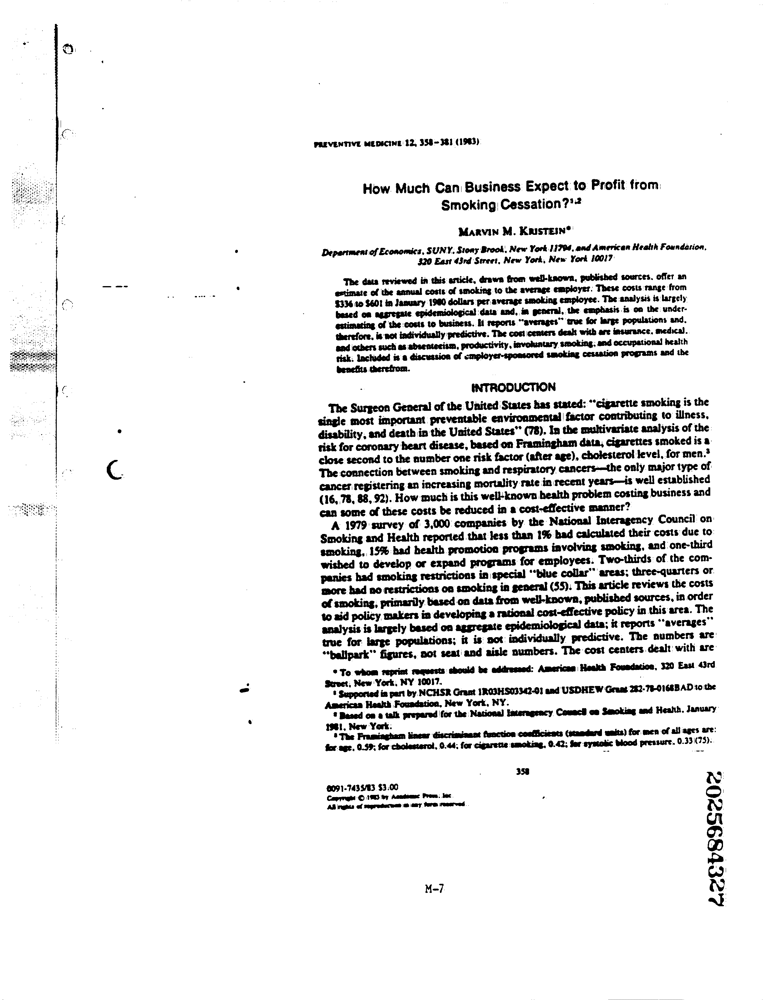 PREVENTIVE MEDICINE 12, 358–381 (1983)
How Much Can Business Expect to Profit from
Smoking Cessation?¹,²
MARVIN M. KRISTEIN*
Department of Economics, SUNY, Stony Brook, New York 11794, and American Health Foundation,
320 East 43rd Street, New York, New York 10017
The data reviewed in this article, drawn from well-known, published sources, offer an
estimate of the annual costs of smoking to the average employer. These costs range from
$336 to $601 in January 1980 dollars per average smoking employee. The analysis is largely
based on aggregate epidemiological data and, in general, the emphasis is on the under-
estimating of the costs to business. It reports "averages" true for large populations and,
therefore, is not individually predictive. The cost centers dealt with are insurance, medical,
and others such as absenteeism, productivity, involuntary smoking, and occupational health
risk. Included is a discussion of employer-sponsored smoking cessation programs and the
benefits therefrom.
INTRODUCTION
The Surgeon General of the United States has stated: "cigarette smoking is the
single most important preventable environmental factor contributing to illness,
disability, and death in the United States" (78). In the multivariate analysis of the
risk for coronary heart disease, based on Framingham data, cigarettes smoked is a
close second to the number one risk factor (after age), cholesterol level, for men.³
The connection between smoking and respiratory cancers—the only major type of
cancer registering an increasing mortality rate in recent years—is well established
(16, 78, 88, 92). How much is this well-known health problem costing business and
can some of these costs be reduced in a cost-effective manner?
A 1979 survey of 3,000 companies by the National Interagency Council on
Smoking and Health reported that less than 1% had calculated their costs due to
smoking, 15% had health promotion programs involving smoking, and one-third
wished to develop or expand programs for employees. Two-thirds of the com-
panies had smoking restrictions in special "blue collar" areas; three-quarters or
more had no restrictions on smoking in general (55). This article reviews the costs
of smoking, primarily based on data from well-known, published sources, in order
to aid policy makers in developing a rational cost-effective policy in this area. The
analysis is largely based on aggregate epidemiological data; it reports "averages"
true for large populations; it is not individually predictive. The numbers are
"ballpark" figures, not seat and aisle numbers. The cost centers dealt with are
* To whom reprint requests should be addressed: American Health Foundation, 320 East 43rd
Street, New York, NY 10017.
¹ Supported in part by NCHSR Grant 1R03HS03342-01 and USDHEW Grant 282-78-0168BAD to the
American Health Foundation, New York, NY.
² Based on a talk prepared for the National Interagency Council on Smoking and Health, January
1981, New York.
³ The Framingham linear discriminant function coefficients (standard units) for men of all ages are:
for age, 0.59; for cholesterol, 0.44; for cigarette smoking, 0.42; for systolic blood pressure, 0.33 (75).
358
0091-7435/83 $3.00
Copyright © 1983 by Academic Press, Inc
All rights of reproduction in any form reserved
M-7
2025684327